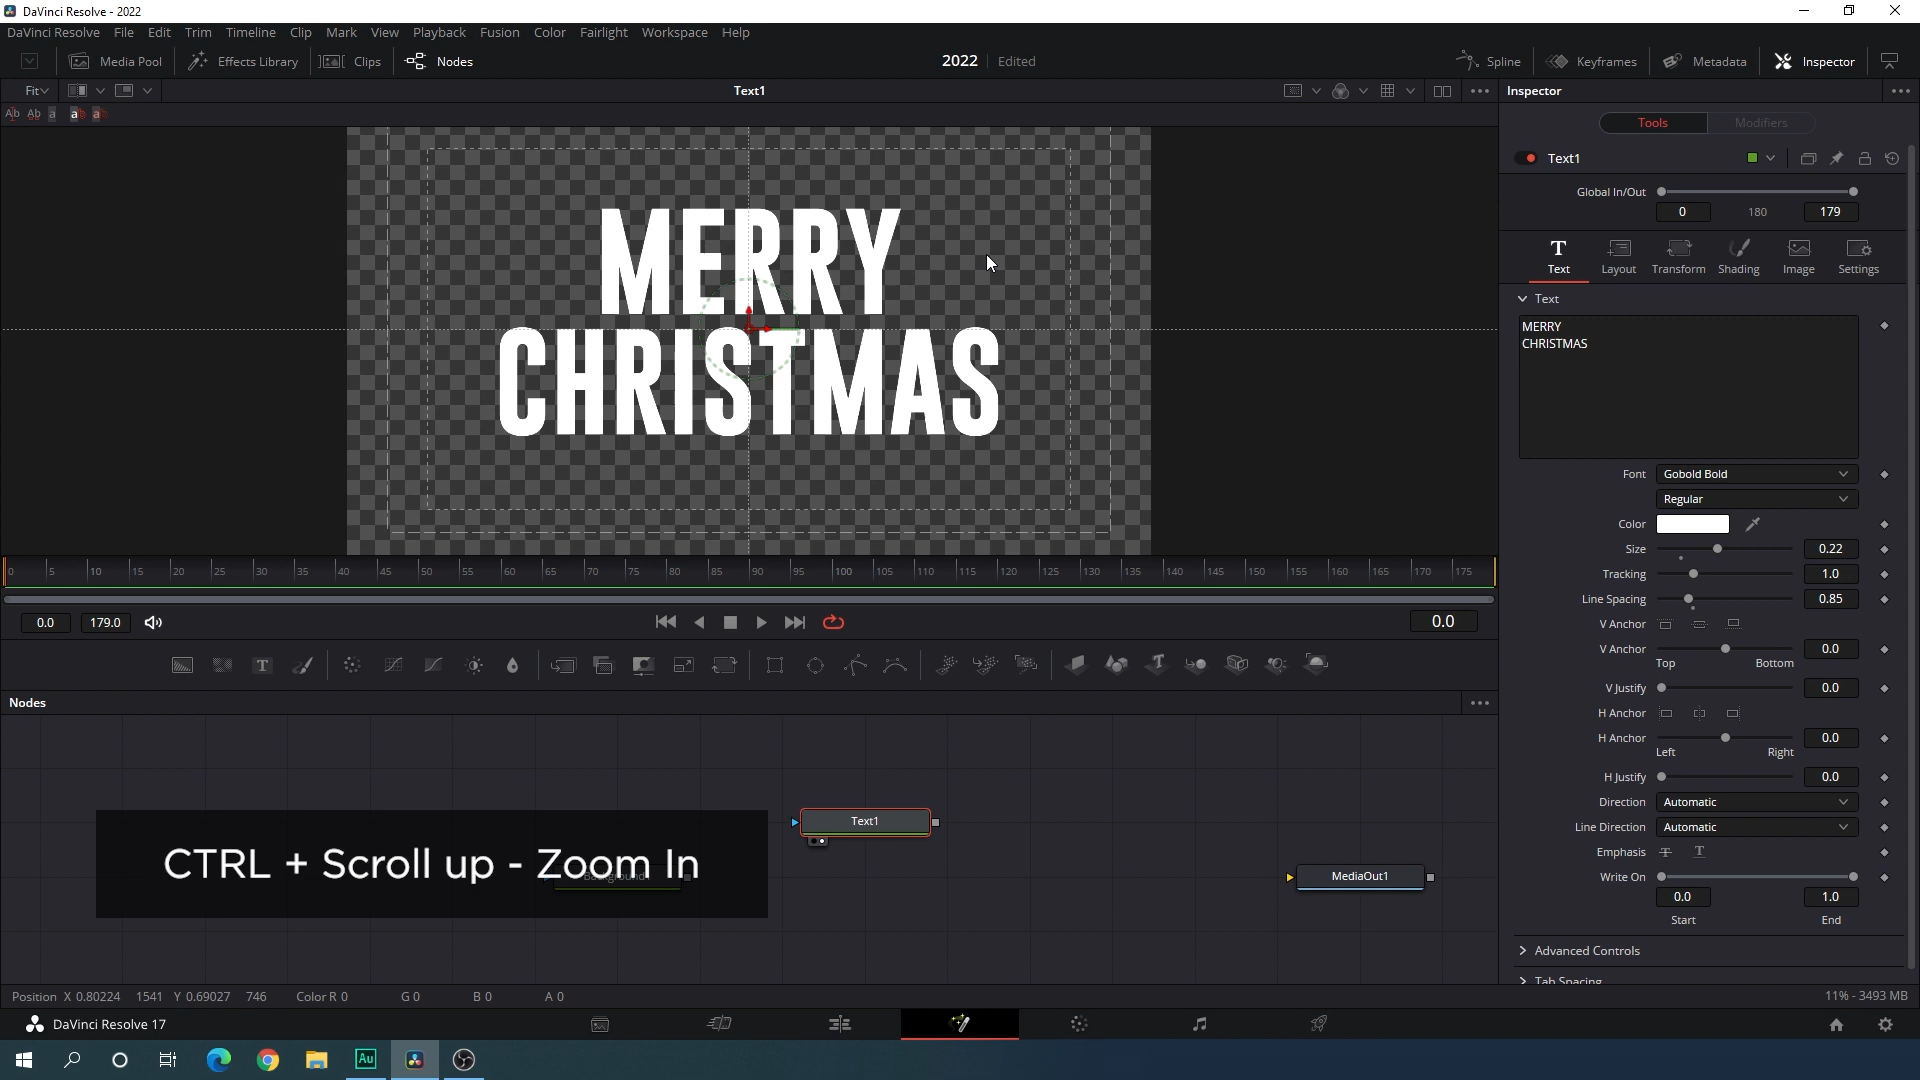 DaVinci Resolve - 2022
DaVinci Resolve File Edit Trim Timeline Clip Mark View Playback Fusion Color Fairlight Workspace Help
Media Pool Effects Library Clips Nodes 2022 Edited Spline Keyframes Metadata Inspector
Fit Text1 Inspector
Tools Modifiers
Text1
Global In/Out
0 180 179
Text Layout Transform Shading Image Settings
Text
MERRY
CHRISTMAS
MERRY
CHRISTMAS
Font Gobold Bold
Regular
Color
Size 0.22
Tracking 1.0
Line Spacing 0.85
V Anchor
V Anchor 0.0
Top Bottom
V Justify 0.0
H Anchor
H Anchor 0.0
Left Right
H Justify 0.0
Direction Automatic
Line Direction Automatic
Emphasis
Write On
0.0 1.0
Start End
Advanced Controls
Tab Spacing
0 5 10 15 20 25 30 35 40 45 50 55 60 65 70 75 80 85 90 95 100 105 110 115 120 125 130 135 140 145 150 155 160 165 170 175
0.0 179.0 0.0
Nodes
Text1
CTRL + Scroll up - Zoom In
Background1
MediaOut1
Position X 0.80224 1541 Y 0.69027 746 Color R 0 G 0 B 0 A 0 11% - 3493 MB
DaVinci Resolve 17
Au